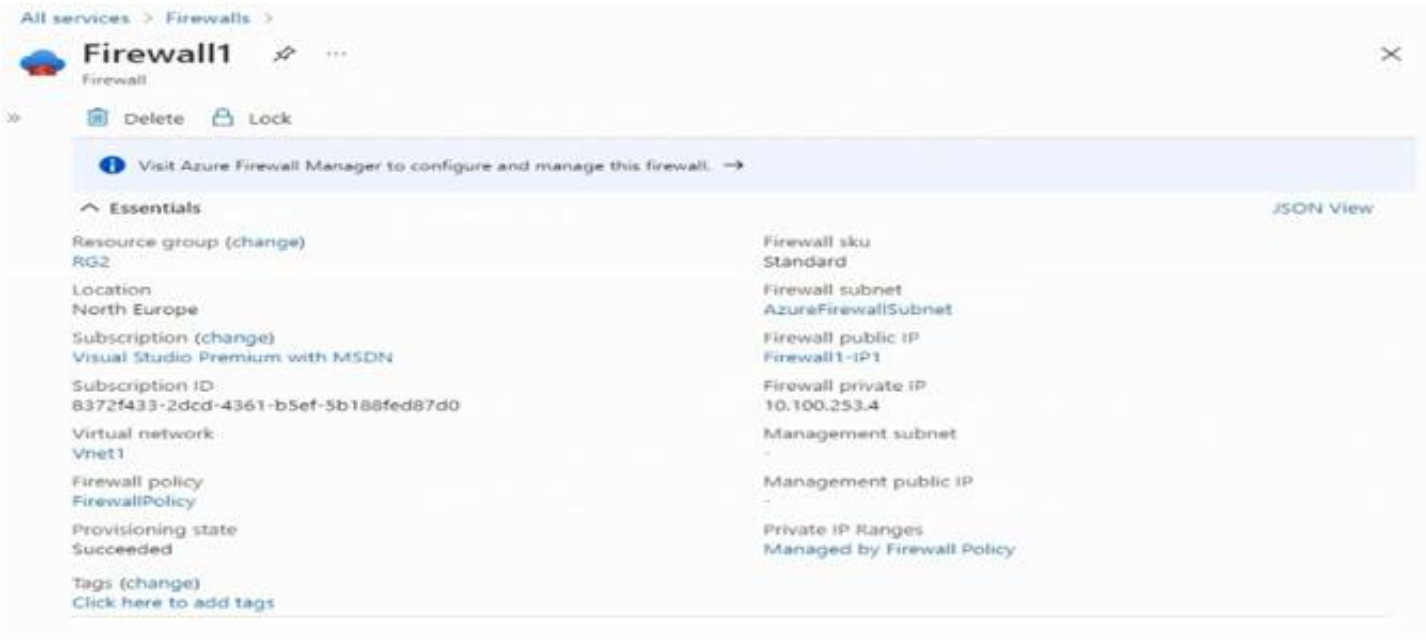 All services > Firewalls >
Firewall1 ...
Firewall
Delete Lock
Visit Azure Firewall Manager to configure and manage this firewall. →
Essentials
JSON View
Resource group (change)
RG2
Location
North Europe
Subscription (change)
Visual Studio Premium with MSDN
Subscription ID
8372f433-2dcd-4361-b5ef-5b188fed87d0
Virtual network
Vnet1
Firewall policy
FirewallPolicy
Provisioning state
Succeeded
Tags (change)
Click here to add tags
Firewall sku
Standard
Firewall subnet
AzureFirewallSubnet
Firewall public IP
Firewall1-IP1
Firewall private IP
10.100.253.4
Management subnet
-
Management public IP
-
Private IP Ranges
Managed by Firewall Policy